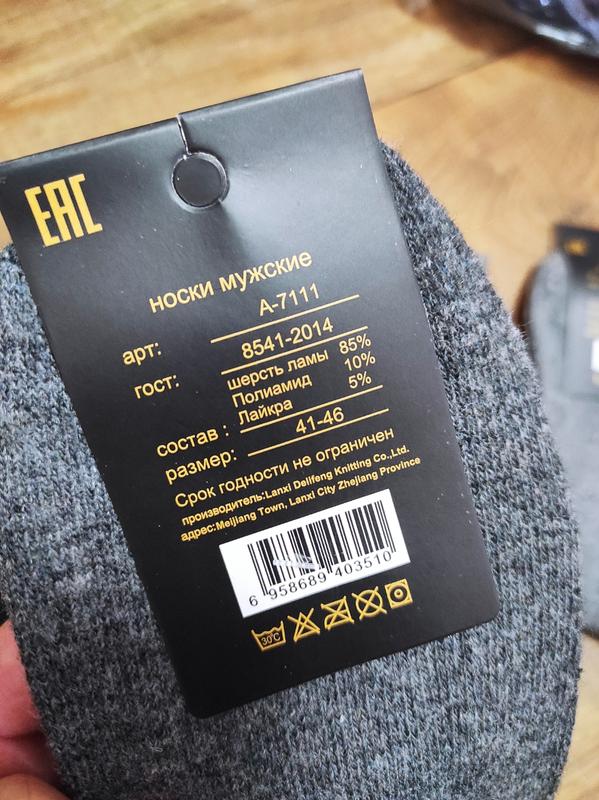 EAC
НОСКИ МУЖСКИЕ
арт: A-7111
гост: 8541-2014
состав : шерсть ламы 85%
Полиамид 10%
Лайкра 5%
размер: 41-46
Срок годности не ограничен
производитель:Lanxi Delifeng Knitting Co.,Ltd.
адрес:Meijiang Town, Lanxi City Zhejiang Province
6 958689 403510
30°C